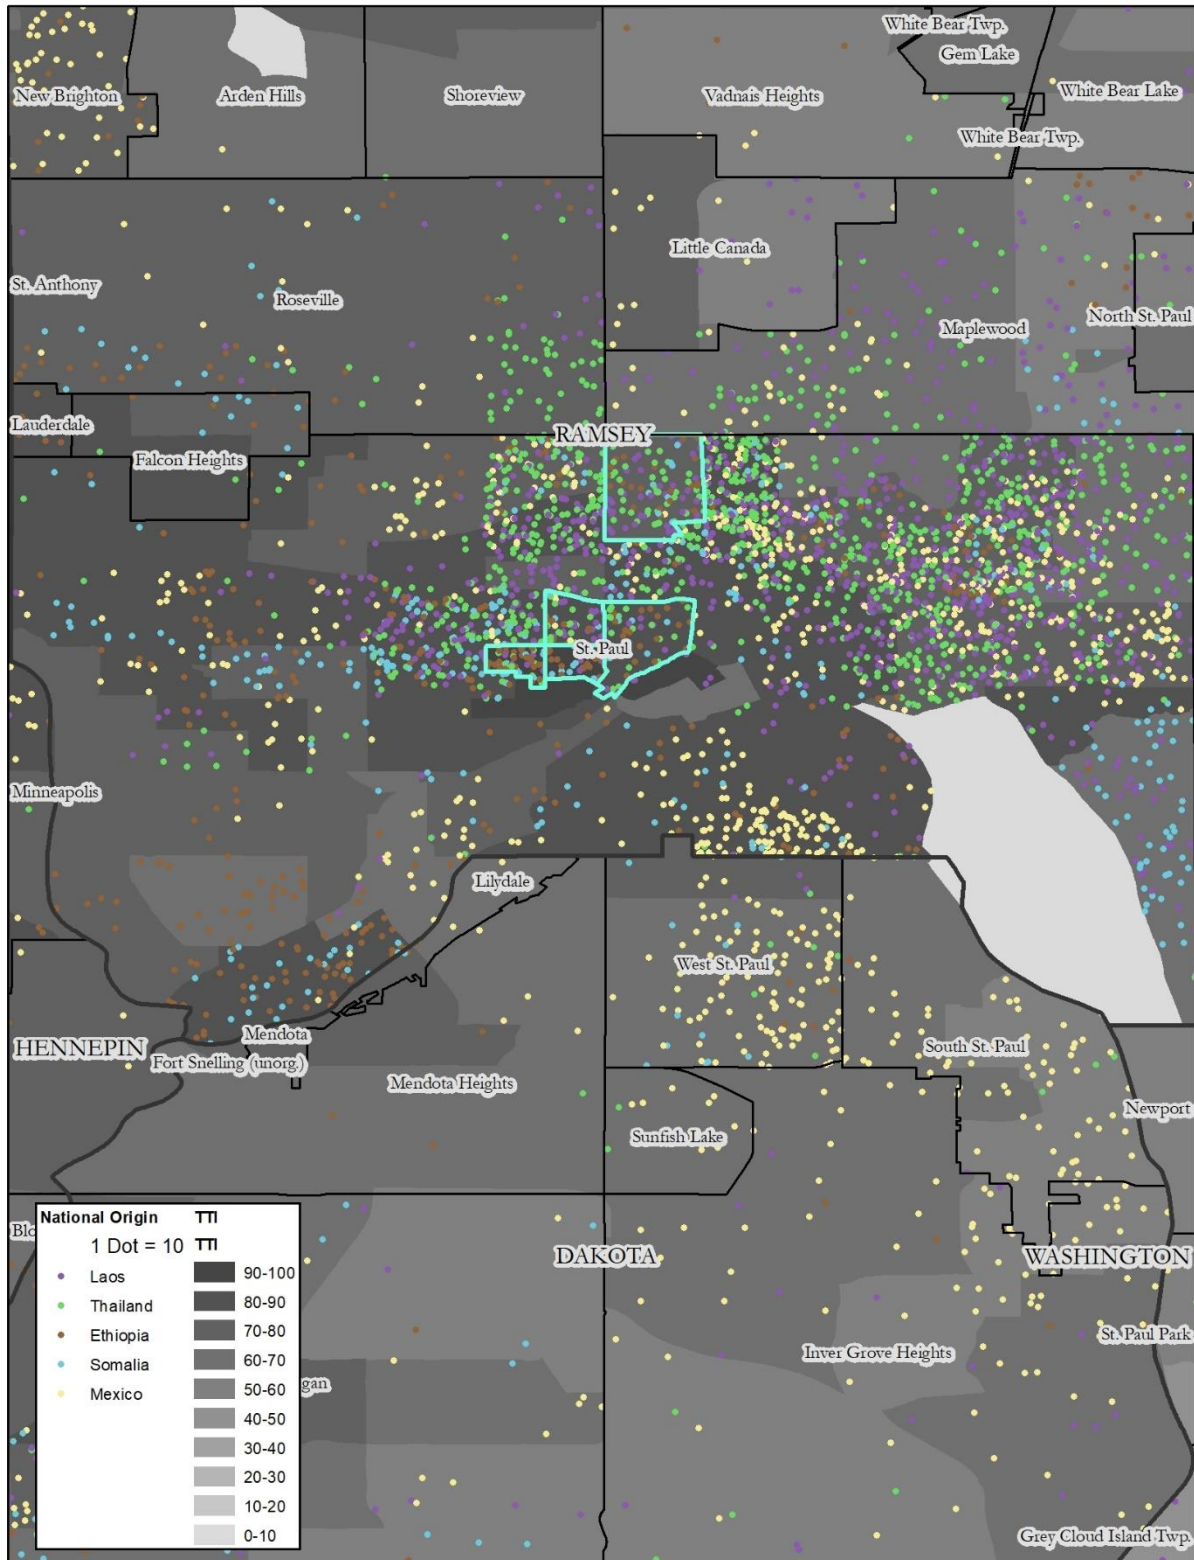 White Bear Twp.
Gem Lake
New Brighton
Arden Hills
Shoreview
Vadnais Heights
White Bear Lake
White Bear Twp.
Little Canada
St. Anthony
Roseville
Maplewood
North St. Paul
Lauderdale
RAMSEY
Falcon Heights
St. Paul
Minneapolis
Lilydale
West St. Paul
HENNEPIN
Mendota
Fort Snelling (unorg.)
South St. Paul
Mendota Heights
Newport
Sunfish Lake
DAKOTA
WASHINGTON
St. Paul Park
Inver Grove Heights
Grey Cloud Island Twp.
Blo
gan
National Origin TTI
1 Dot = 10 TTI
Laos
Thailand
Ethiopia
Somalia
Mexico
90-100
80-90
70-80
60-70
50-60
40-50
30-40
20-30
10-20
0-10